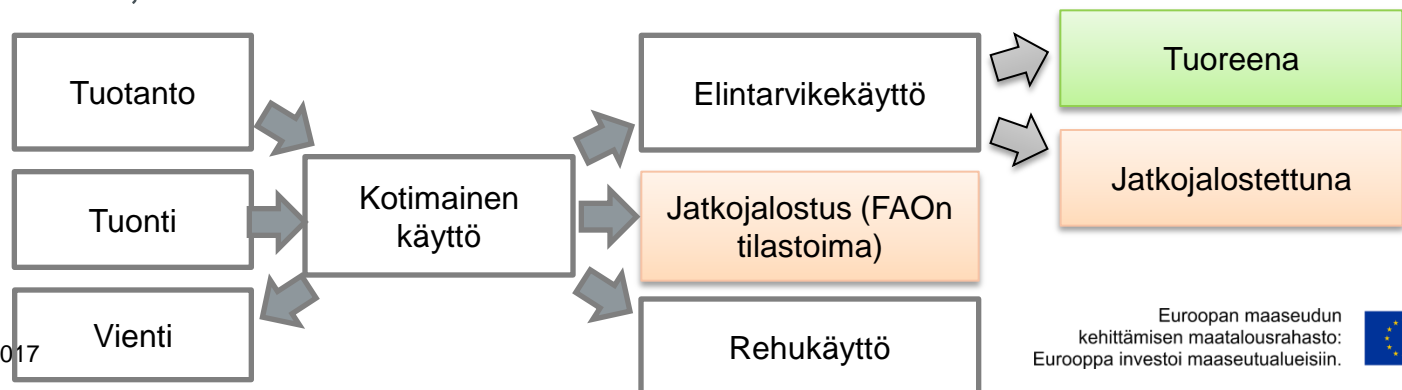 Tuotanto
Tuonti
Vienti
Kotimainen
käyttö
Elintarvikekäyttö
Jatkojalostus (FAOn
tilastoima)
Rehukäyttö
Tuoreena
Jatkojalostettuna
Euroopan maaseudun
kehittämisen maatalousrahasto:
Eurooppa investoi maaseutualueisiin.
017